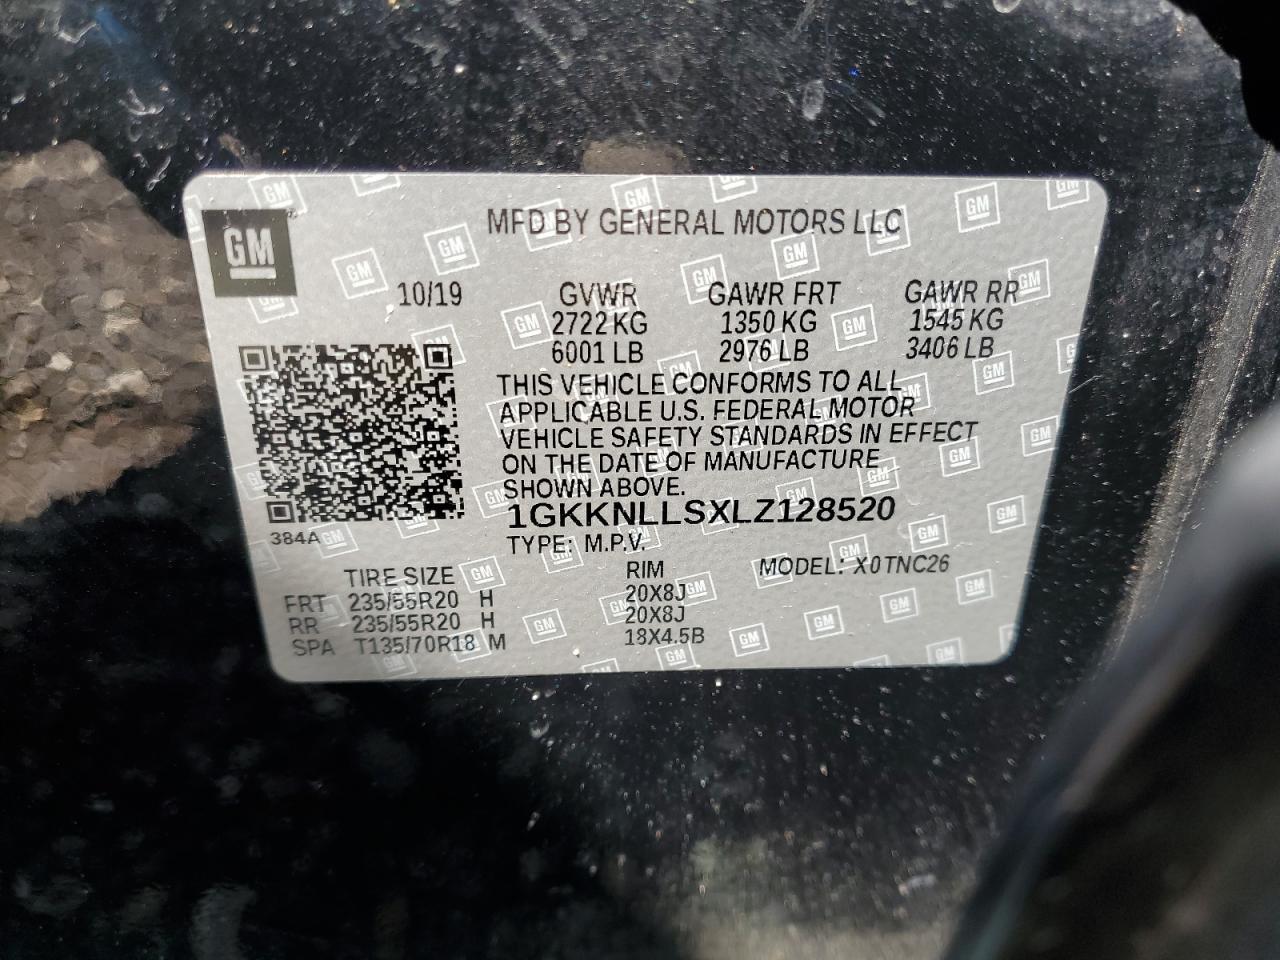 GM
MFD BY GENERAL MOTORS LLC
10/19 GVWR GAWR FRT GAWR RR
2722 KG 1350 KG 1545 KG
6001 LB 2976 LB 3406 LB
THIS VEHICLE CONFORMS TO ALL
APPLICABLE U.S. FEDERAL MOTOR
VEHICLE SAFETY STANDARDS IN EFFECT
ON THE DATE OF MANUFACTURE
SHOWN ABOVE.
1GKKNLLSXLZ128520
384A
TYPE: M.P.V.
TIRE SIZE RIM MODEL: X0TNC26
FRT 235/55R20 H 20X8J
RR 235/55R20 H 20X8J
SPA T135/70R18 M 18X4.5B